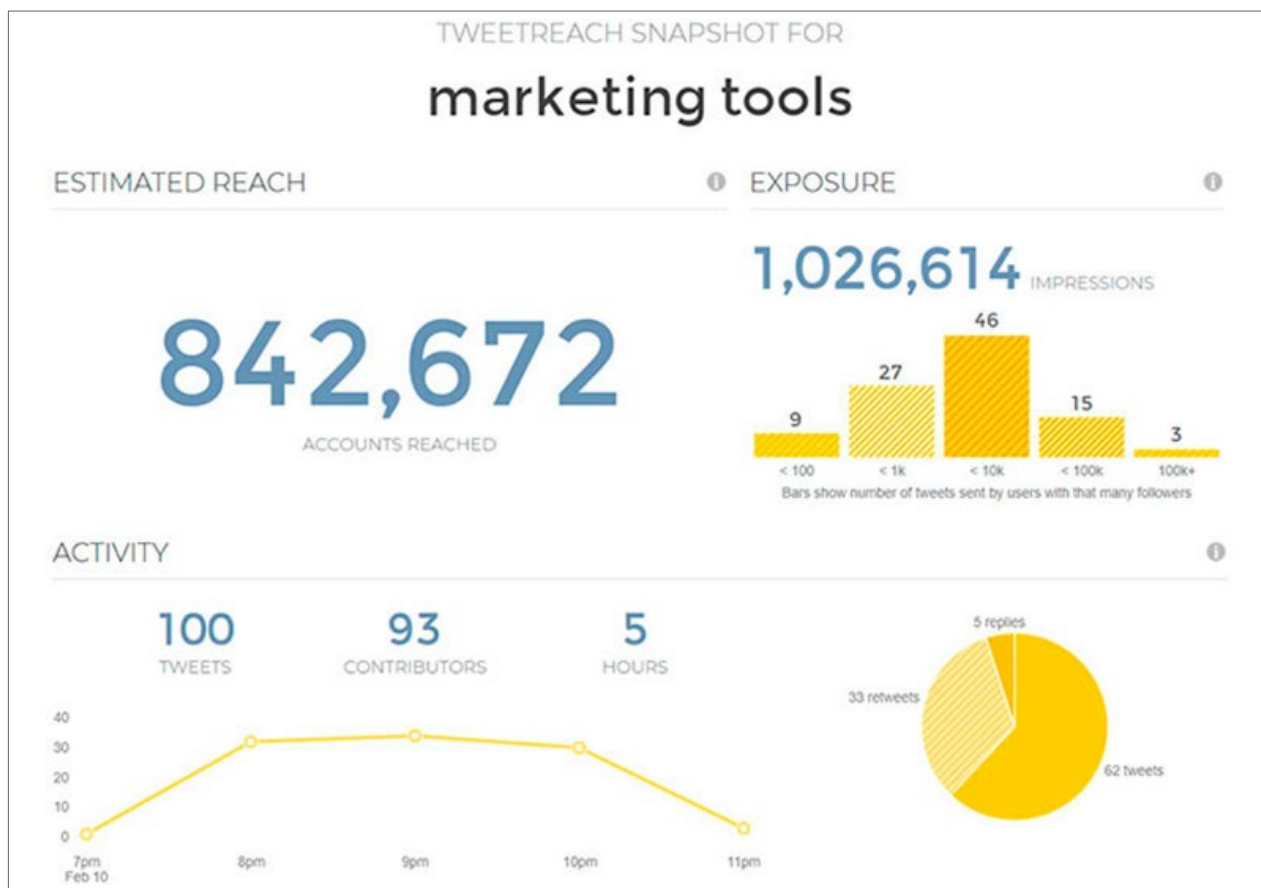 TWEETREACH SNAPSHOT FOR
marketing tools
ESTIMATED REACH
842,672
ACCOUNTS REACHED
EXPOSURE
1,026,614 IMPRESSIONS
9 27 46 15 3
< 100 < 1k < 10k < 100k 100k+
Bars show number of tweets sent by users with that many followers
ACTIVITY
100 93 5
TWEETS CONTRIBUTORS HOURS
40
30
20
10
0
7pm 8pm 9pm 10pm 11pm
Feb 10
5 replies
33 retweets
62 tweets